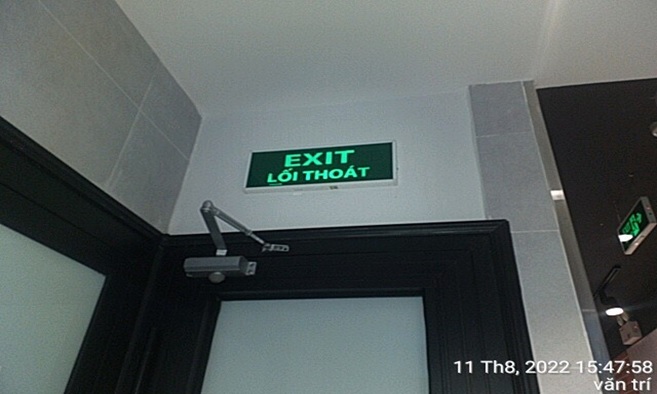 EXIT
LỐI THOÁT
11 Th8, 2022 15:47:58
văn trí